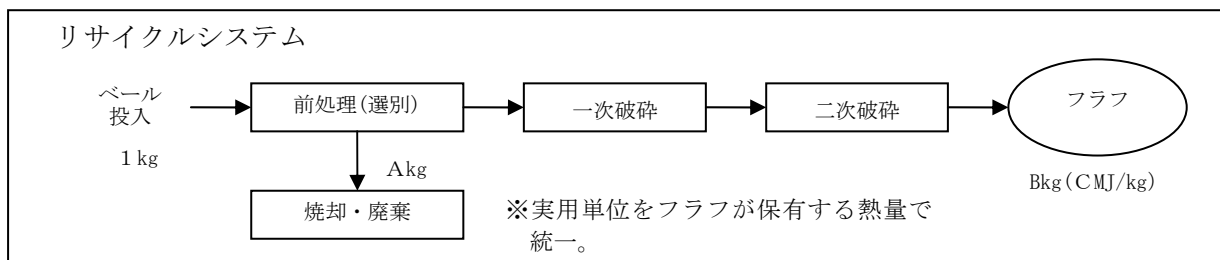 リサイクルシステム
ベール
投入
1kg
前処理(選別)
一次破砕
二次破砕
フラフ
Akg
Bkg(CMJ/kg)
焼却・廃棄
※実用単位をフラフが保有する熱量で
統一。